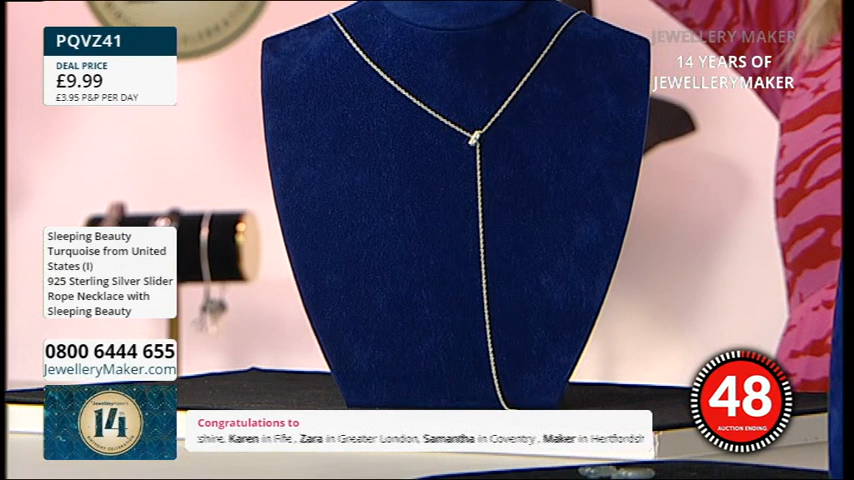 PQVZ41
DEAL PRICE
£9.99
£3.95 P&P PER DAY
JEWELLERY MAKER
14 YEARS OF
JEWELLERYMAKER
Sleeping Beauty
Turquoise from United
States (I)
925 Sterling Silver Slider
Rope Necklace with
Sleeping Beauty
0800 6444 655
JewelleryMaker.com
14
Congratulations to
shire, Karen in Fife, Zara in Greater London, Samantha in Coventry, Maker in Hertfordsh
48
AUCTION ENDING